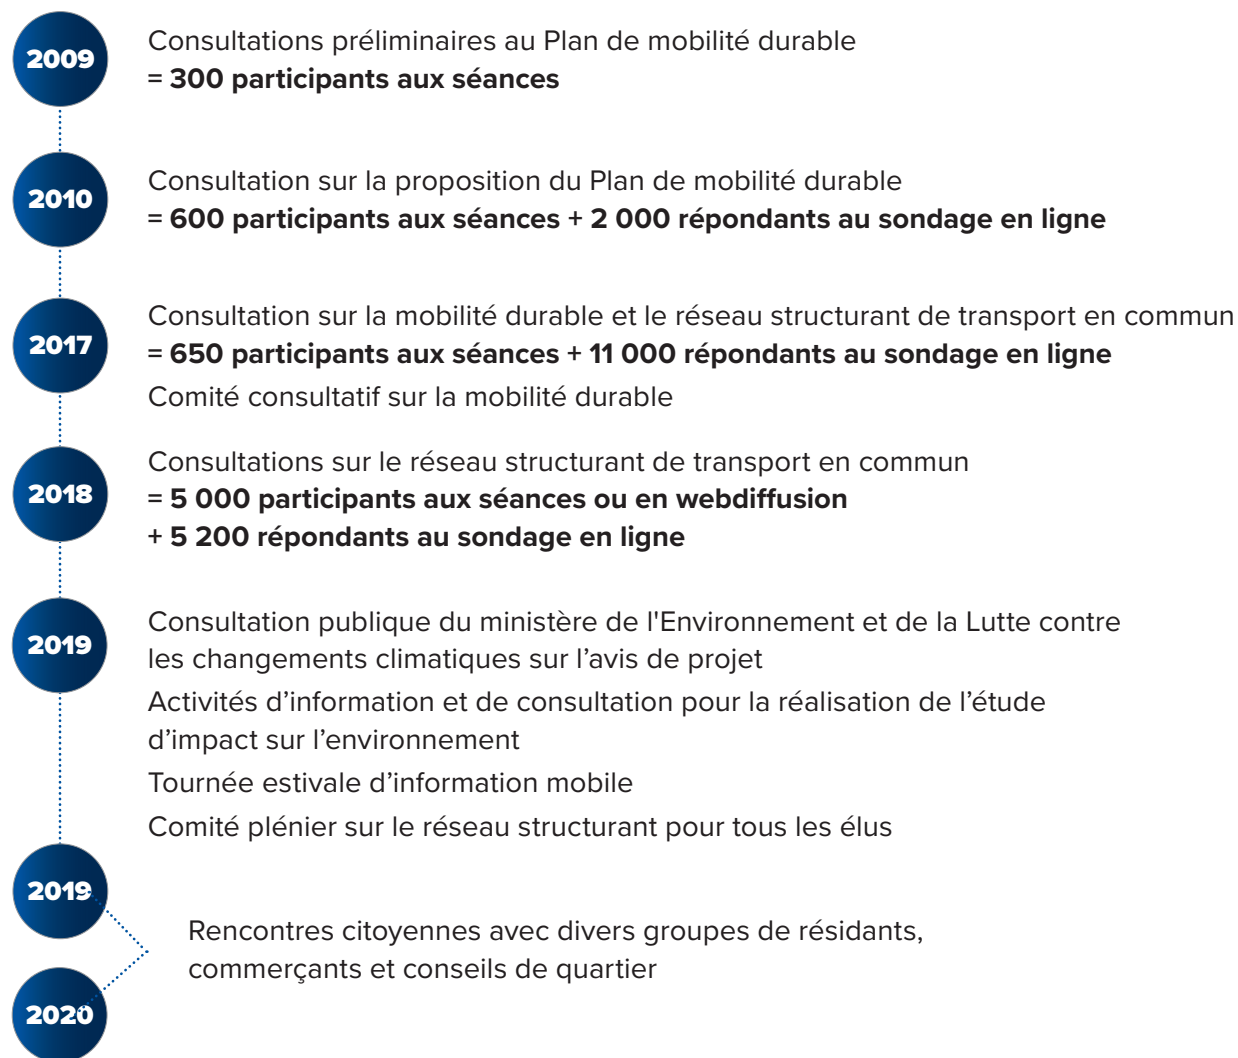 2009
Consultations préliminaires au Plan de mobilité durable
= 300 participants aux séances
2010
Consultation sur la proposition du Plan de mobilité durable
= 600 participants aux séances + 2 000 répondants au sondage en ligne
2017
Consultation sur la mobilité durable et le réseau structurant de transport en commun
= 650 participants aux séances + 11 000 répondants au sondage en ligne
Comité consultatif sur la mobilité durable
2018
Consultations sur le réseau structurant de transport en commun
= 5 000 participants aux séances ou en webdiffusion
+ 5 200 répondants au sondage en ligne
2019
Consultation publique du ministère de l'Environnement et de la Lutte contre
les changements climatiques sur l’avis de projet
Activités d’information et de consultation pour la réalisation de l’étude
d’impact sur l’environnement
Tournée estivale d’information mobile
Comité plénier sur le réseau structurant pour tous les élus
2019
2020
Rencontres citoyennes avec divers groupes de résidants,
commerçants et conseils de quartier